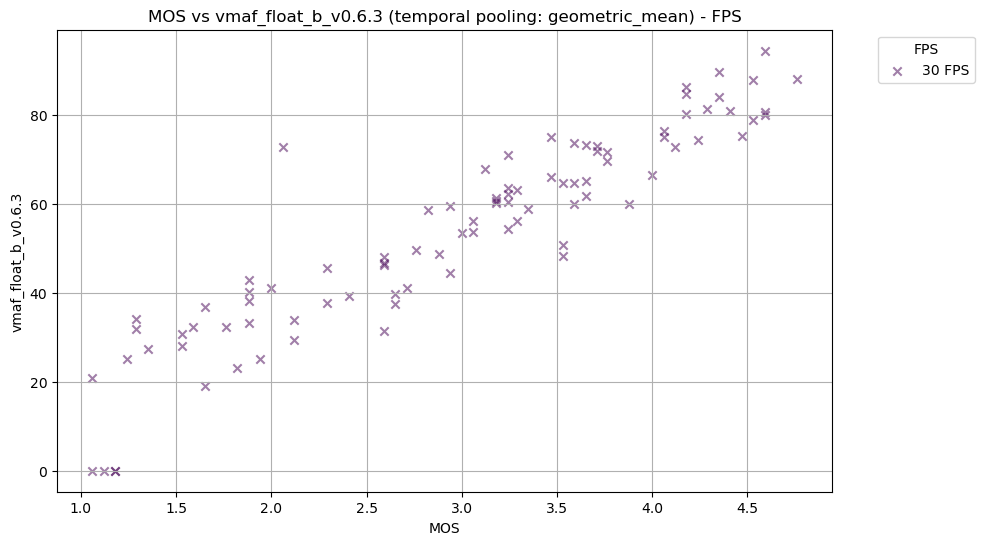 MOS vs vmaf_float_b_v0.6.3 (temporal pooling: geometric_mean) - FPS
FPS
30 FPS
vmaf_float_b_v0.6.3
80
60
40
20
0
1.0 1.5 2.0 2.5 3.0 3.5 4.0 4.5
MOS